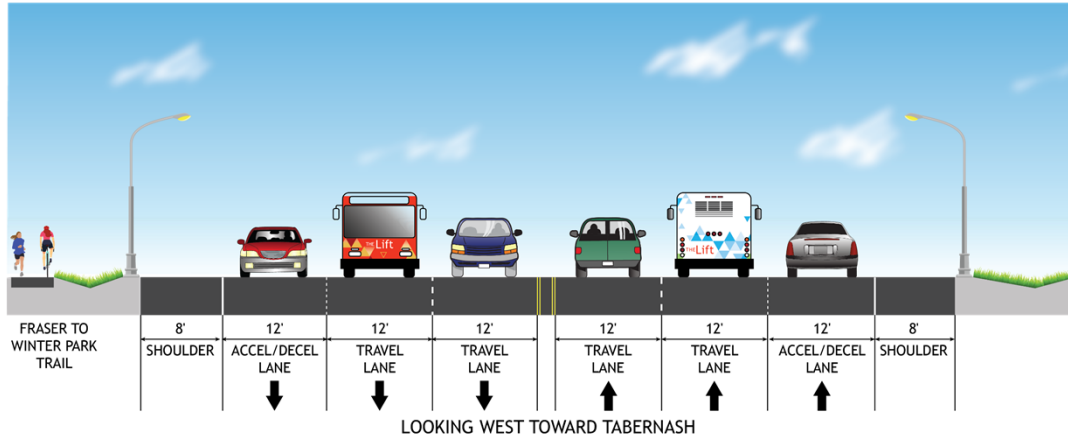 THE Lift
THE Lift
FRASER TO
WINTER PARK
TRAIL
8'
SHOULDER
12'
ACCEL/DECEL
LANE
12'
TRAVEL
LANE
12'
TRAVEL
LANE
12'
TRAVEL
LANE
12'
TRAVEL
LANE
12'
ACCEL/DECEL
LANE
8'
SHOULDER
LOOKING WEST TOWARD TABERNASH